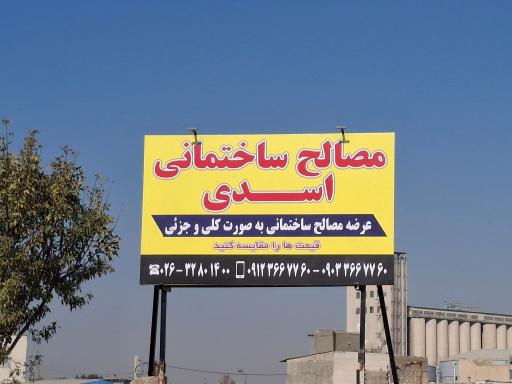 مصالح ساختمانی
اسدی
عرضه مصالح ساختمانی به صورت کلی و جزئی
قیمت ها را مقایسه کنید
۰۲۶-۳۲۸۰۱۴۰۰ ۰۹۱۲۳۶۶۷۷۶۰-۰۹۰۳۳۶۶۷۷۶۰